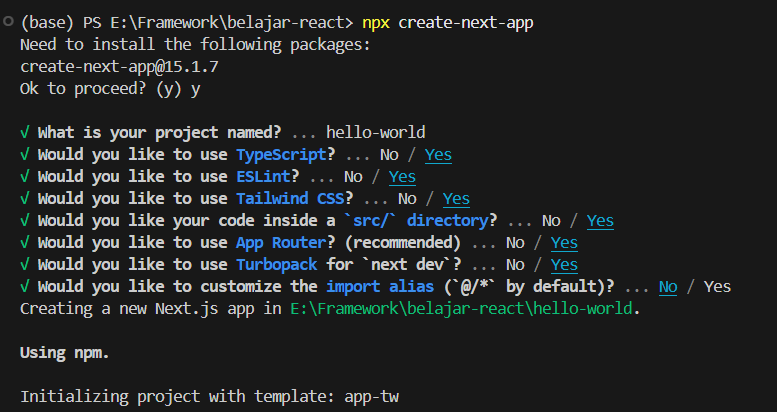 (base) PS E:\Framework\belajar-react> npx create-next-app
Need to install the following packages:
create-next-app@15.1.7
Ok to proceed? (y) y
√ What is your project named? ... hello-world
√ Would you like to use TypeScript? ... No / Yes
√ Would you like to use ESLint? ... No / Yes
√ Would you like to use Tailwind CSS? ... No / Yes
√ Would you like your code inside a `src/` directory? ... No / Yes
√ Would you like to use App Router? (recommended) ... No / Yes
√ Would you like to use Turbopack for `next dev`? ... No / Yes
√ Would you like to customize the import alias (`@/*` by default)? ... No / Yes
Creating a new Next.js app in E:\Framework\belajar-react\hello-world.
Using npm.
Initializing project with template: app-tw